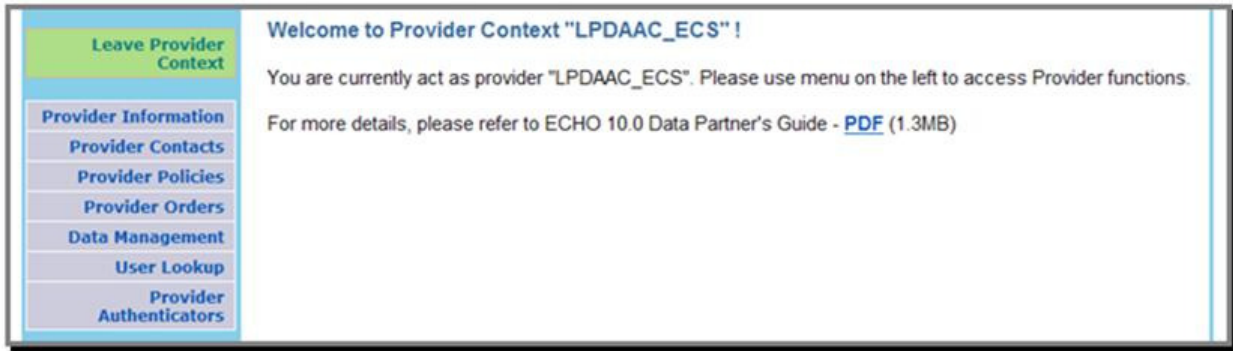 Leave Provider
Context
Provider Information
Provider Contacts
Provider Policies
Provider Orders
Data Management
User Lookup
Provider
Authenticators
Welcome to Provider Context "LPDAAC_ECS" !
You are currently act as provider "LPDAAC_ECS". Please use menu on the left to access Provider functions.
For more details, please refer to ECHO 10.0 Data Partner's Guide - PDF (1.3MB)